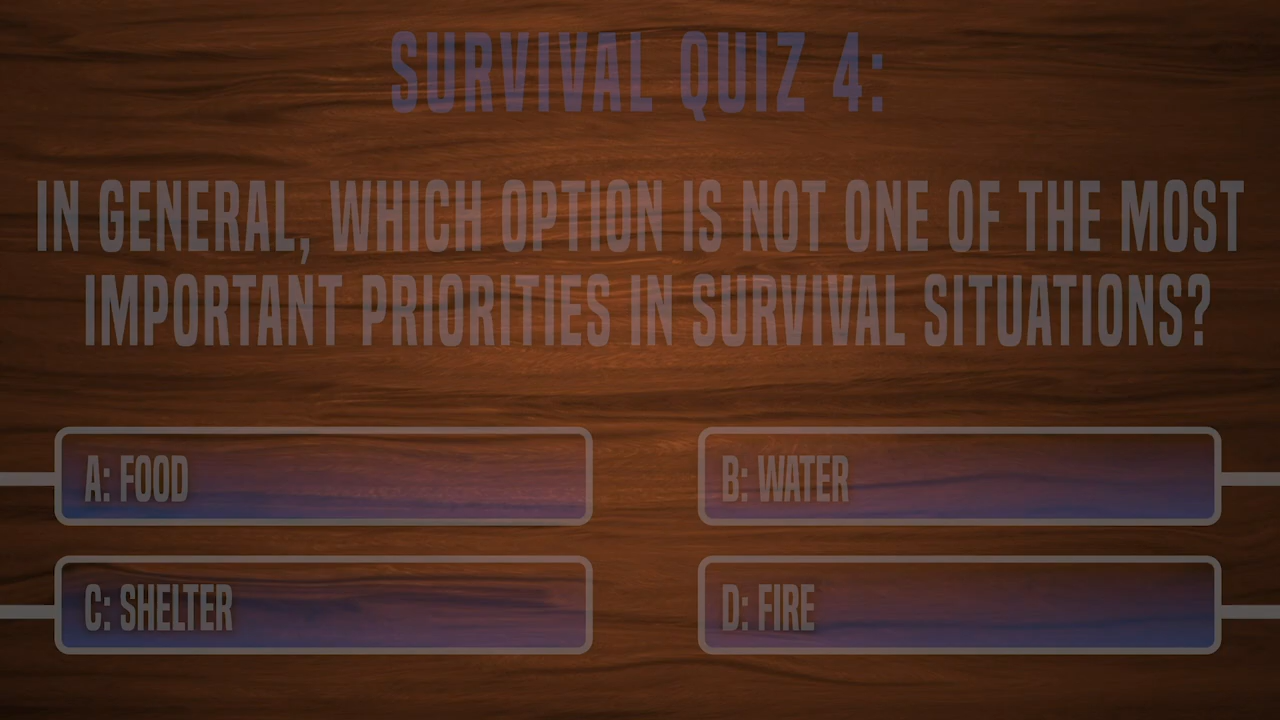 SURVIVAL QUIZ 4:
IN GENERAL, WHICH OPTION IS NOT ONE OF THE MOST
IMPORTANT PRIORITIES IN SURVIVAL SITUATIONS?
A: FOOD
B: WATER
C: SHELTER
D: FIRE